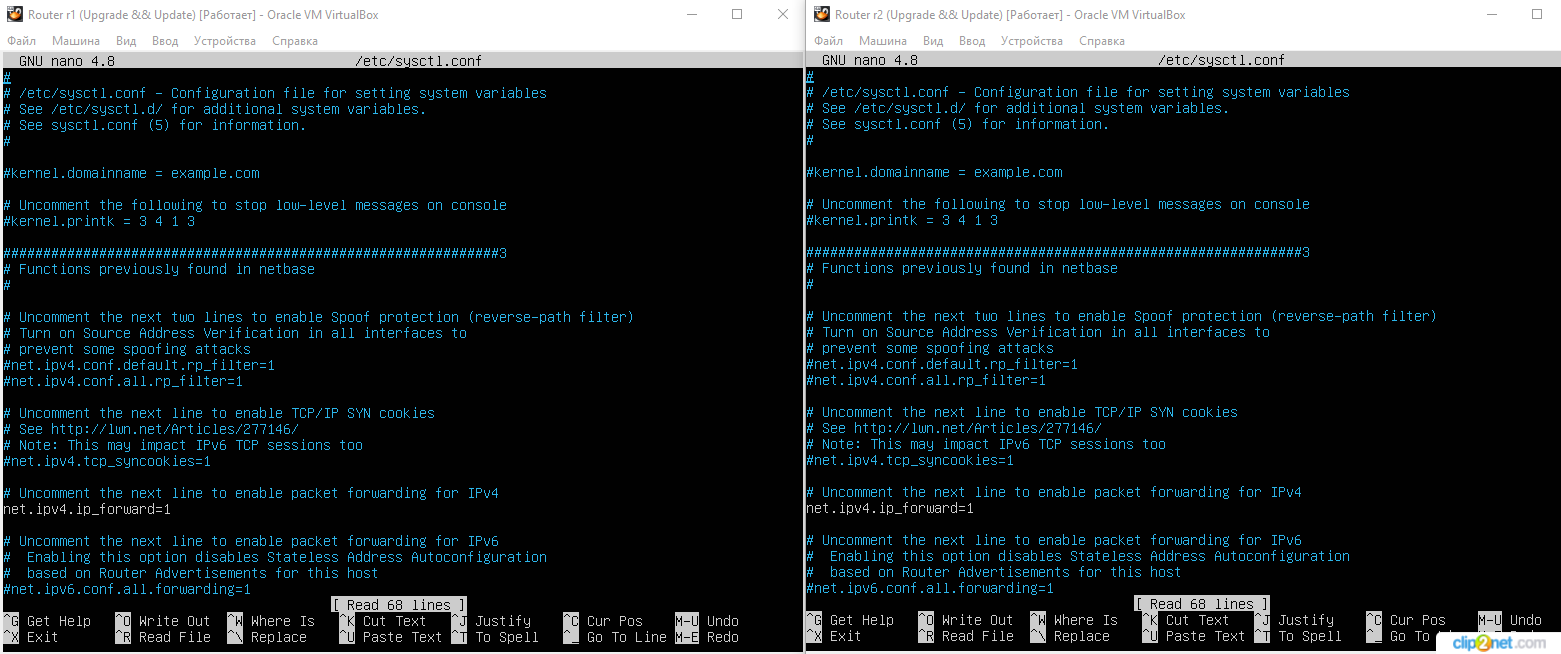 Router r1 (Upgrade && Update) [Работает] - Oracle VM VirtualBox
Файл Машина Вид Ввод Устройства Справка
GNU nano 4.8 /etc/sysctl.conf
#
# /etc/sysctl.conf - Configuration file for setting system variables
# See /etc/sysctl.d/ for additional system variables.
# See sysctl.conf (5) for information.
#
#kernel.domainname = example.com
# Uncomment the following to stop low-level messages on console
#kernel.printk = 3 4 1 3
##############################################################3
# Functions previously found in netbase
#
# Uncomment the next two lines to enable Spoof protection (reverse-path filter)
# Turn on Source Address Verification in all interfaces to
# prevent some spoofing attacks
#net.ipv4.conf.default.rp_filter=1
#net.ipv4.conf.all.rp_filter=1
# Uncomment the next line to enable TCP/IP SYN cookies
# See http://lwn.net/Articles/277146/
# Note: This may impact IPv6 TCP sessions too
#net.ipv4.tcp_syncookies=1
# Uncomment the next line to enable packet forwarding for IPv4
net.ipv4.ip_forward=1
# Uncomment the next line to enable packet forwarding for IPv6
#  Enabling this option disables Stateless Address Autoconfiguration
#  based on Router Advertisements for this host
#net.ipv6.conf.all.forwarding=1
[ Read 68 lines ]
^G Get Help ^O Write Out ^W Where Is ^K Cut Text ^J Justify ^C Cur Pos M-U Undo
^X Exit ^R Read File ^\ Replace ^U Paste Text ^T To Spell ^_ Go To Line M-E Redo
Router r2 (Upgrade && Update) [Работает] - Oracle VM VirtualBox
Файл Машина Вид Ввод Устройства Справка
GNU nano 4.8 /etc/sysctl.conf
#
# /etc/sysctl.conf - Configuration file for setting system variables
# See /etc/sysctl.d/ for additional system variables.
# See sysctl.conf (5) for information.
#
#kernel.domainname = example.com
# Uncomment the following to stop low-level messages on console
#kernel.printk = 3 4 1 3
##############################################################3
# Functions previously found in netbase
#
# Uncomment the next two lines to enable Spoof protection (reverse-path filter)
# Turn on Source Address Verification in all interfaces to
# prevent some spoofing attacks
#net.ipv4.conf.default.rp_filter=1
#net.ipv4.conf.all.rp_filter=1
# Uncomment the next line to enable TCP/IP SYN cookies
# See http://lwn.net/Articles/277146/
# Note: This may impact IPv6 TCP sessions too
#net.ipv4.tcp_syncookies=1
# Uncomment the next line to enable packet forwarding for IPv4
net.ipv4.ip_forward=1
# Uncomment the next line to enable packet forwarding for IPv6
#  Enabling this option disables Stateless Address Autoconfiguration
#  based on Router Advertisements for this host
#net.ipv6.conf.all.forwarding=1
[ Read 68 lines ]
^G Get Help ^O Write Out ^W Where Is ^K Cut Text ^J Justify ^C Cur Pos M-U Undo
^X Exit ^R Read File ^\ Replace ^U Paste Text ^T To Spell ^_ Go To
clip2net.com